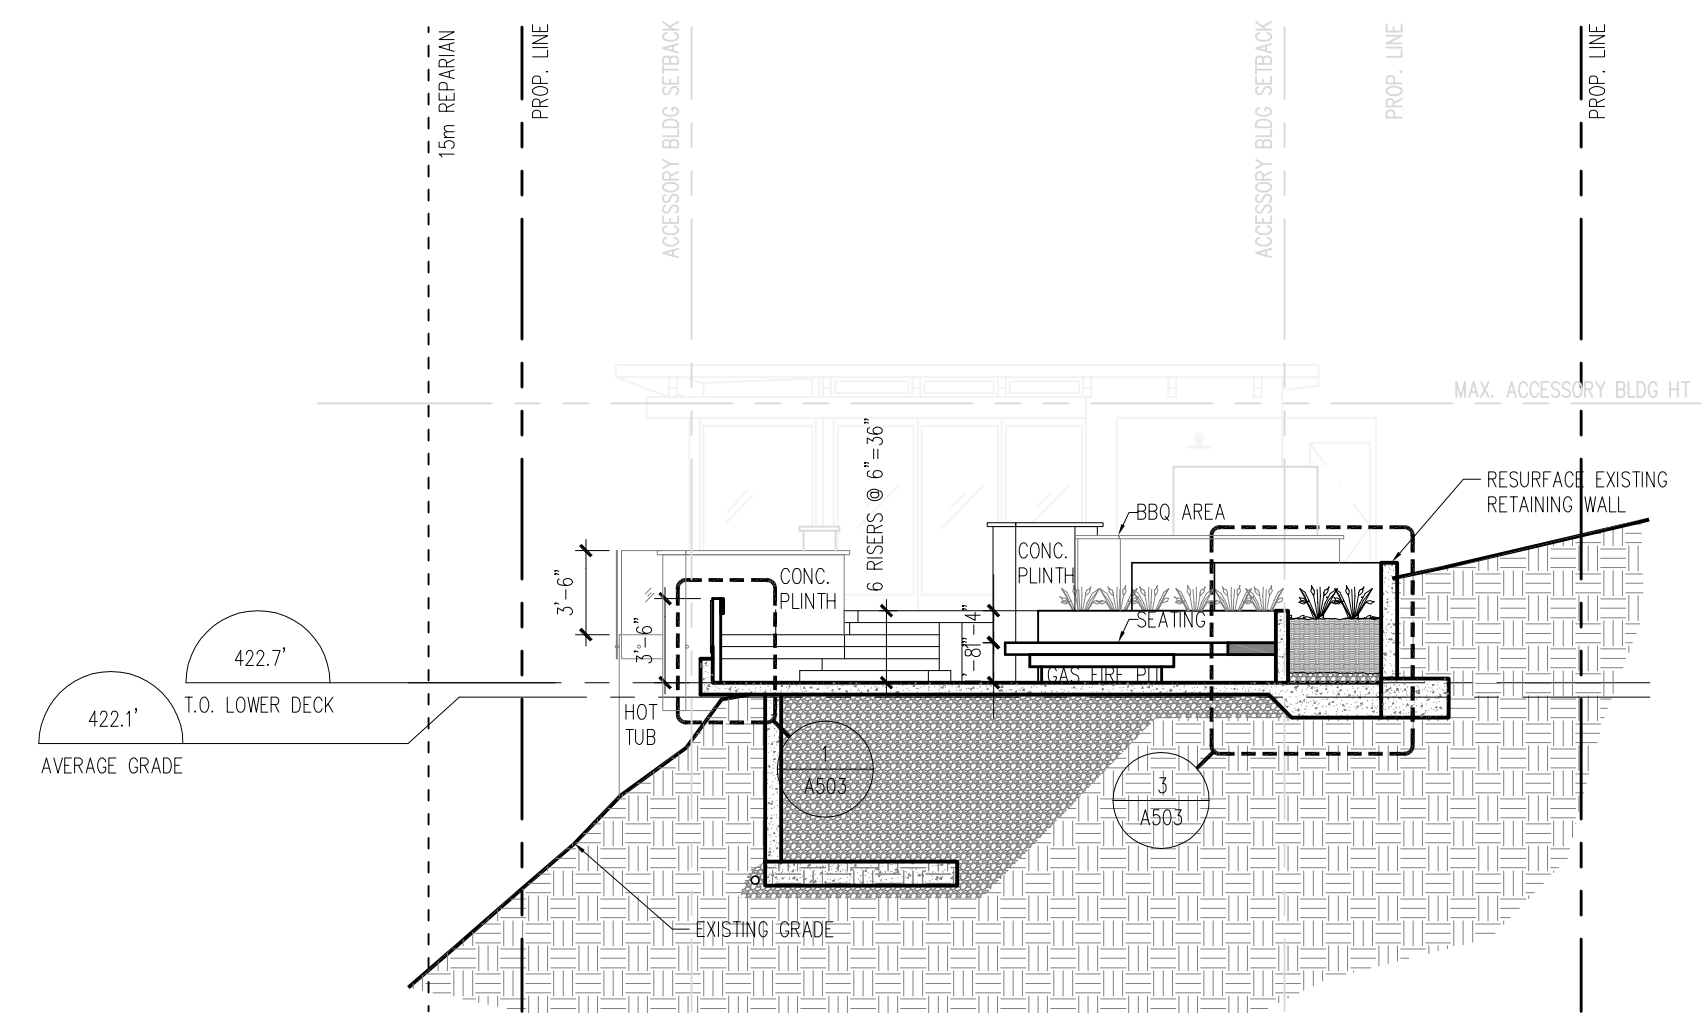 15m REPARIAN
PROP. LINE
ACCESSORY BLDG SETBACK
ACCESSORY BLDG SETBACK
PROP. LINE
PROP. LINE
MAX. ACCESSORY BLDG HT
6 RISERS @ 6"=36"
RESURFACE EXISTING
RETAINING WALL
BBQ AREA
CONC.
PLINTH
CONC.
PLINTH
3'-6"
3'-6"
SEATING
GAS FIRE PIT
422.7'
T.O. LOWER DECK
422.1'
AVERAGE GRADE
HOT
TUB
1
A503
3
A503
EXISTING GRADE